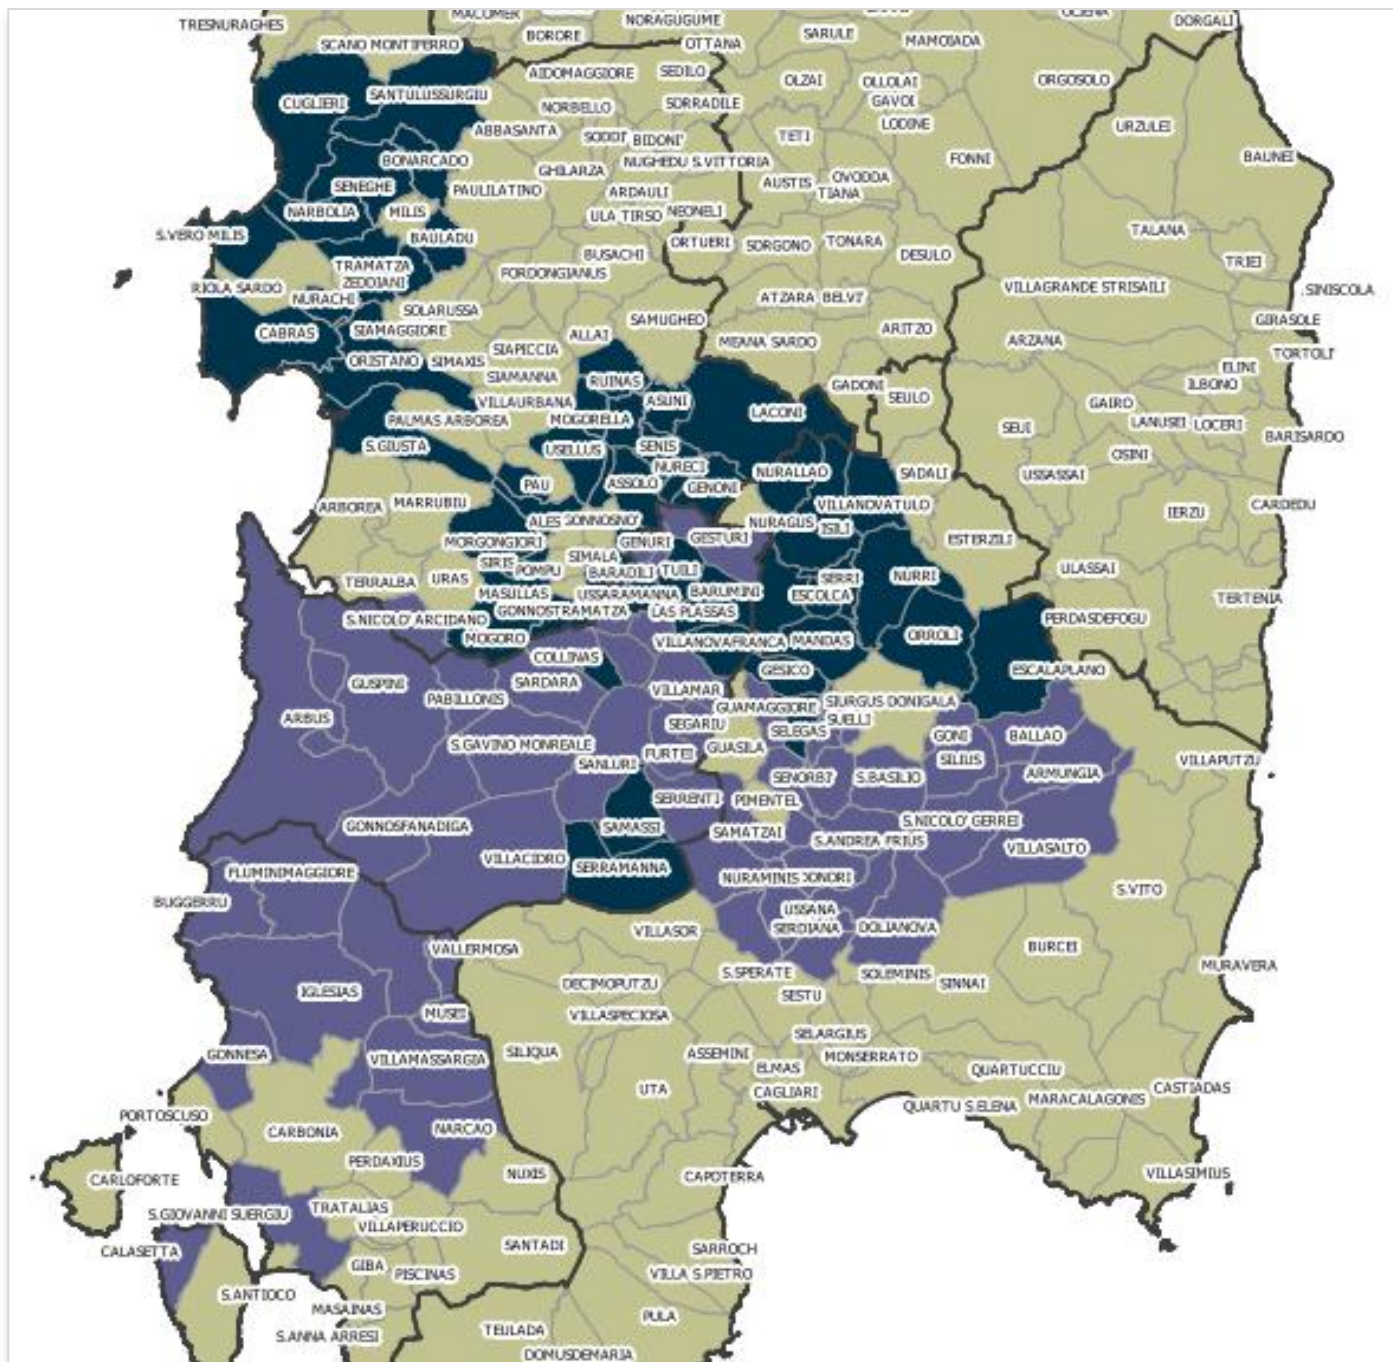 MACOMER
NORAGUGUME
DORGALI
TRESNURAGHES
BORORE
SARULE
MAMOIADA
SCANO MONTIFERRO
OTTANA
AIDOMAGGIORE
SEDILO
OLZAI
OLLOLAI
ORGOSOLO
CUGLIERI
SANTULUSSURGIU
NORBELLO
SORRADILE
GAVOI
LODINE
URZULEI
ABBASANTA
SODDI'
BIDONI'
TETI
BAUNEI
BONARCADO
GHILARZA
NUGHEDU S.VITTORIA
FONNI
SENEGHE
PAULILATINO
ARDAULI
AUSTIS
OVODDA
TIANA
NARBOLIA
MILIS
ULA TIRSO
NEONELI
S.VERO MILIS
BAULADU
BUSACHI
ORTUERI
SORGONO
TONARA
DESULO
TALANA
TRAMATZA
ZEDDIANI
FORDONGIANUS
TRIEI
RIOLA SARDO
NURACHI
SOLARUSSA
ATZARA
BELVI'
VILLAGRANDE STRISAILI
SINISCOLA
CABRAS
SIAMAGGIORE
SAMUGHEO
ARITZO
GIRASOLE
ALLAI
MEANA SARDO
ARZANA
ORISTANO
SIMAXIS
SIAPICCIA
TORTOLI'
SIAMANNA
RUINAS
ELINI
ILBONO
VILLAURBANA
ASUNI
GADONI
SEULO
GAIRO
PALMAS ARBOREA
MOGORELLA
LACONI
SEUI
LANUSEI
LOCERI
BARISARDO
S.GIUSTA
USELLUS
SENIS
OSINI
NURECI
NURALLAO
SADALI
USSASSAI
PAU
ASSOLO
GENONI
ARBOREA
MARRUBIU
VILLANOVATULO
CARDEDU
ALES
GONNOSNO'
NURAGUS
ISILI
IERZU
MORGONGIORI
GENURI
GESTURI
ESTERZILI
SIRIS
POMPU
SIMALA
BARADILI
TUILI
SERRI
NURRI
ULASSAI
TERRALBA
URAS
MASULLAS
USSARAMANNA
BARUMINI
ESCOLCA
TERTENIA
S.NICOLO' ARCIDANO
GONNOSTRAMATZA
LAS PLASSAS
PERDASDEFOGU
MOGORO
VILLANOVAFRANCA
MANDAS
ORROLI
COLLINAS
GESICO
ESCALAPLANO
GUSPINI
SARDARA
VILLAMAR
PABILLONIS
GUAMAGGIORE
SIURGUS DONIGALA
ARBUS
SEGARIU
SELEGAS
SUELLI
GONI
BALLAO
S.GAVINO MONREALE
FURTEI
GUASILA
SILIUS
VILLAPUTZU
SANLURI
SENORBI'
S.BASILIO
ARMUNGIA
SERRENTI
PIMENTEL
GONNOSFANADIGA
SAMASSI
SAMATZAI
S.NICOLO' GERREI
S.ANDREA FRIUS
VILLACIDRO
SERRAMANNA
VILLASALTO
FLUMINIMAGGIORE
NURAMINIS
DONORI
S.VITO
BUGGERRU
USSANA
SERDIANA
DOLIANOVA
VALLERMOSA
VILLASOR
BURCEI
MURAVERA
S.SPERATE
SOLEMINIS
DECIMOPUTZU
SINNAI
IGLESIAS
SESTU
MUSEI
VILLASPECIOSA
SELARGIUS
GONNESA
VILLAMASSARGIA
SILIQUA
ASSEMINI
MONSERRATO
ELMAS
QUARTUCCIU
UTA
CAGLIARI
CASTIADAS
PORTOSCUSO
QUARTU S.ELENA
MARACALAGONIS
CARBONIA
NARCAO
PERDAXIUS
NUXIS
CAPOTERRA
VILLASIMIUS
CARLOFORTE
S.GIOVANNI SUERGIU
TRATALIAS
VILLAPERUCCIO
CALASETTA
SANTADI
SARROCH
GIBA
PISCINAS
VILLA S.PIETRO
S.ANTIOCO
MASAINAS
PULA
S.ANNA ARRESI
TEULADA
DOMUSDEMARIA